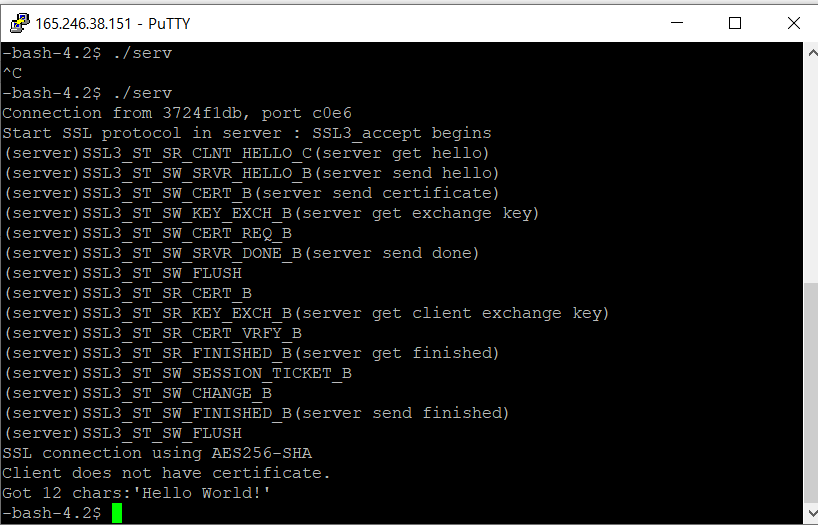 165.246.38.151 - PuTTY
-bash-4.2$ ./serv
^C
-bash-4.2$ ./serv
Connection from 3724f1db, port c0e6
Start SSL protocol in server : SSL3_accept begins
(server)SSL3_ST_SR_CLNT_HELLO_C(server get hello)
(server)SSL3_ST_SW_SRVR_HELLO_B(server send hello)
(server)SSL3_ST_SW_CERT_B(server send certificate)
(server)SSL3_ST_SW_KEY_EXCH_B(server get exchange key)
(server)SSL3_ST_SW_CERT_REQ_B
(server)SSL3_ST_SW_SRVR_DONE_B(server send done)
(server)SSL3_ST_SW_FLUSH
(server)SSL3_ST_SR_CERT_B
(server)SSL3_ST_SR_KEY_EXCH_B(server get client exchange key)
(server)SSL3_ST_SR_CERT_VRFY_B
(server)SSL3_ST_SR_FINISHED_B(server get finished)
(server)SSL3_ST_SW_SESSION_TICKET_B
(server)SSL3_ST_SW_CHANGE_B
(server)SSL3_ST_SW_FINISHED_B(server send finished)
(server)SSL3_ST_SW_FLUSH
SSL connection using AES256-SHA
Client does not have certificate.
Got 12 chars:'Hello World!'
-bash-4.2$